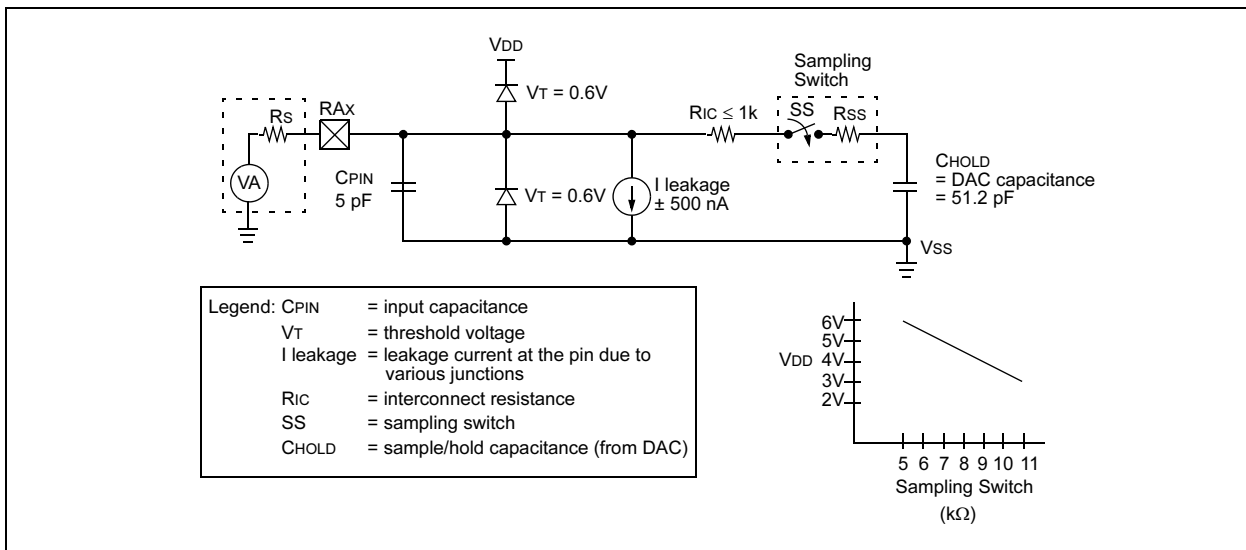 VDD
Sampling
Switch
VT = 0.6V
RIC ≤ 1k
SS
RSS
RS
RAX
CPIN
5 pF
VA
VT = 0.6V
I leakage
± 500 nA
CHOLD
= DAC capacitance
= 51.2 pF
VSS
Legend: CPIN = input capacitance
VT = threshold voltage
I leakage = leakage current at the pin due to
various junctions
RIC = interconnect resistance
SS = sampling switch
CHOLD = sample/hold capacitance (from DAC)
6V
5V
VDD 4V
3V
2V
5 6 7 8 9 10 11
Sampling Switch
(kΩ)